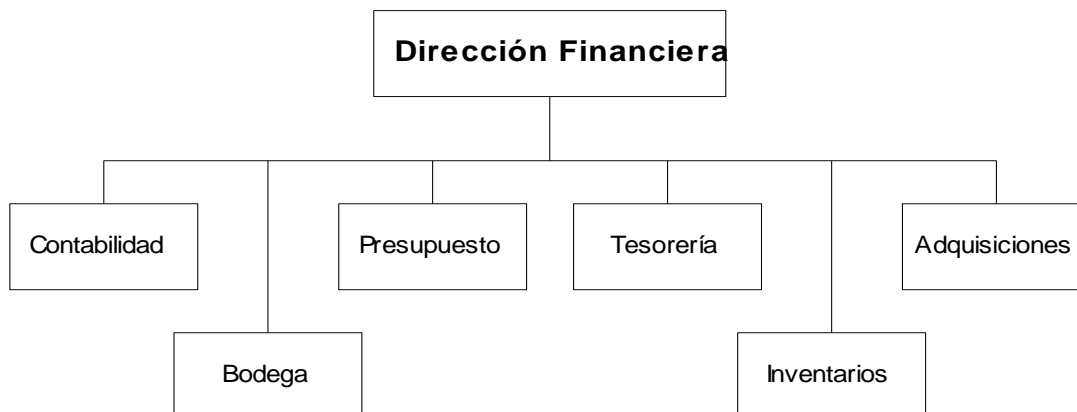 Dirección Financiera
Contabilidad
Presupuesto
Tesorería
Adquisiciones
Bodega
Inventarios